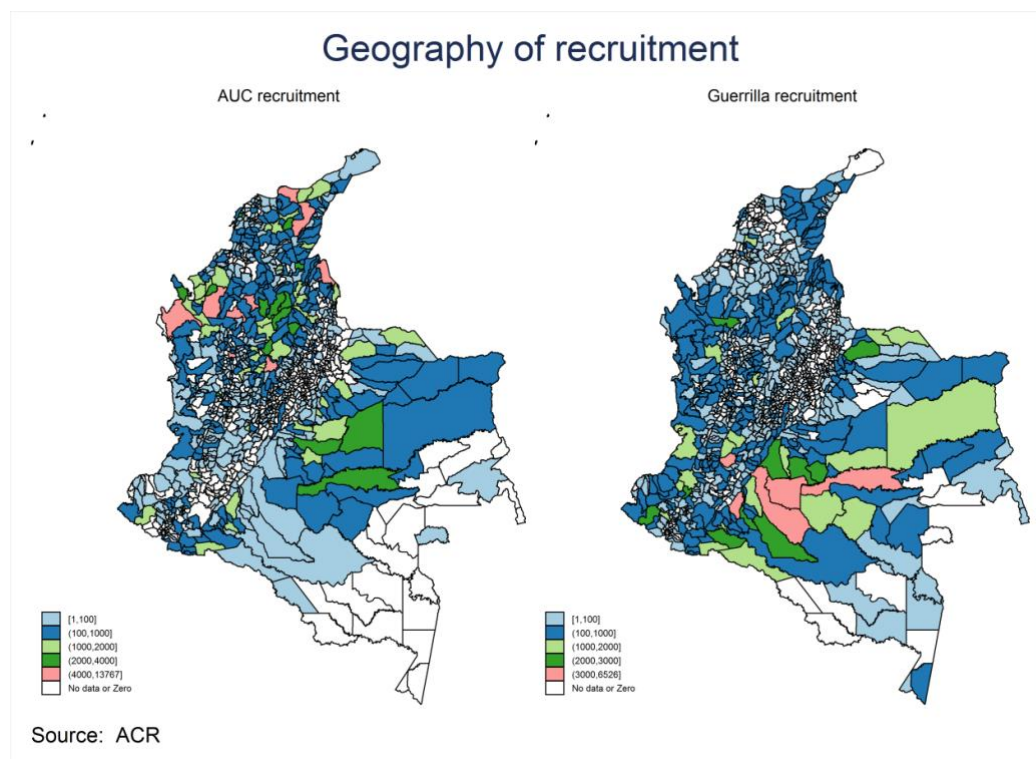 Geography of recruitment
AUC recruitment
Guerrilla recruitment
[1,100]
(100,1000]
(1000,2000]
(2000,4000]
(4000,13767]
No data or Zero
[1,100]
(100,1000]
(1000,2000]
(2000,3000]
(3000,6526]
No data or Zero
Source: ACR